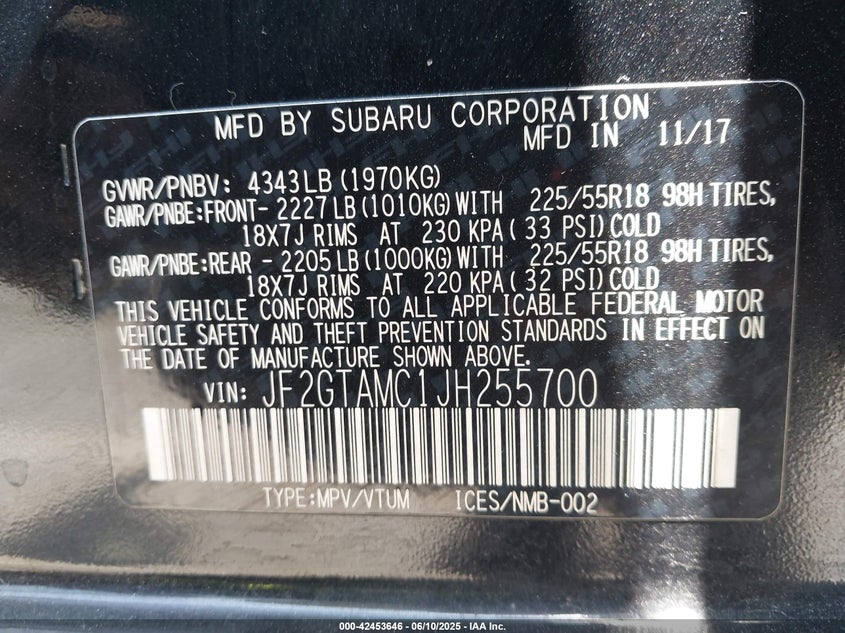 MFD BY SUBARU CORPORATION
MFD IN 11/17
GVWR/PNBV: 4343LB (1970KG)
GAWR/PNBE:FRONT- 2227 LB (1010KG) WITH 225/55R18 98H TIRES,
18X7J RIMS AT 230 KPA ( 33 PSI) COLD
GAWR/PNBE:REAR - 2205 LB (1000KG) WITH 225/55R18 98H TIRES,
18X7J RIMS AT 220 KPA ( 32 PSI) COLD
THIS VEHICLE CONFORMS TO ALL APPLICABLE FEDERAL MOTOR
VEHICLE SAFETY AND THEFT PREVENTION STANDARDS IN EFFECT ON
THE DATE OF MANUFACTURE SHOWN ABOVE.
VIN: JF2GTAMC1JH255700
TYPE:MPV/VTUM ICES/NMB-002
000-42453646 - 06/10/2025 - IAA Inc.